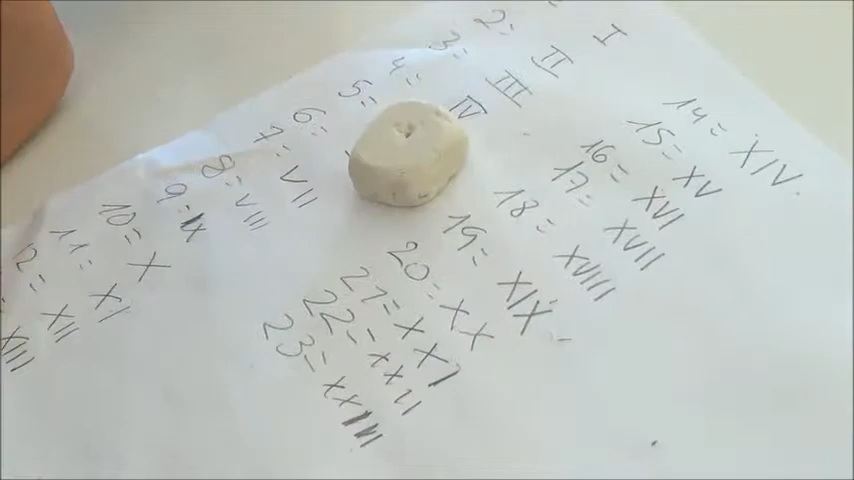 I
2= II
3= III
4= IV
5=
6=
7= VII
8= VIII
9= IX
10= X
11= XI
12= XII
XIII
14= XIV
15= XV
16= XVI
17= XVII
18= XVIII
19= XIX
20= XX
21= XXI
22= XXII
23= XXIII